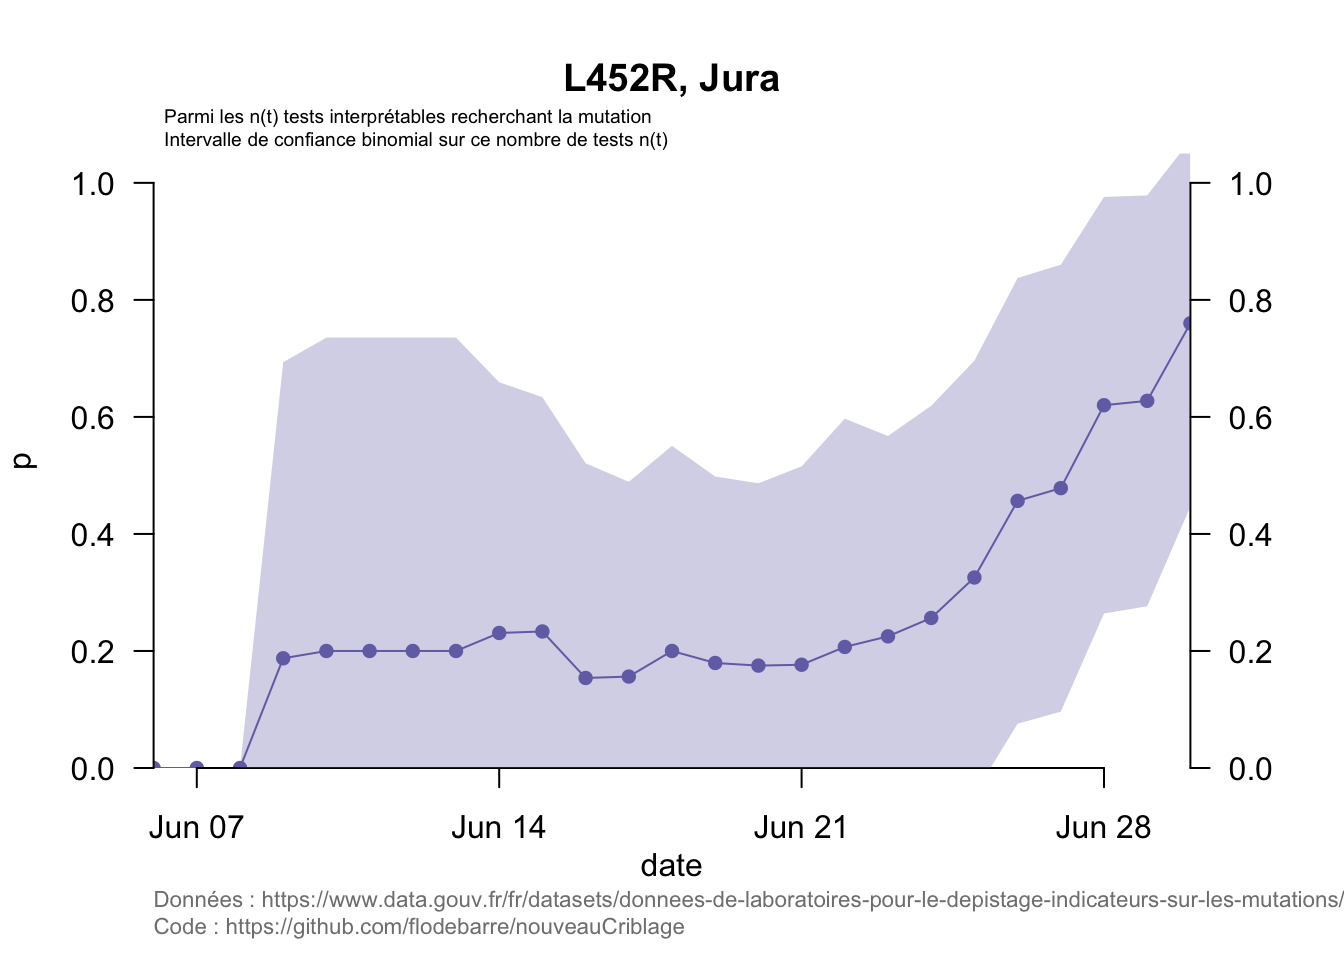 L452R, Jura
Parmi les n(t) tests interprétables recherchant la mutation
Intervalle de confiance binomial sur ce nombre de tests n(t)
1.0 1.0
0.8 0.8
0.6 0.6
p
0.4 0.4
0.2 0.2
0.0 0.0
Jun 07 Jun 14 Jun 21 Jun 28
date
Données : https://www.data.gouv.fr/fr/datasets/donnees-de-laboratoires-pour-le-depistage-indicateurs-sur-les-mutations/
Code : https://github.com/flodebarre/nouveauCriblage